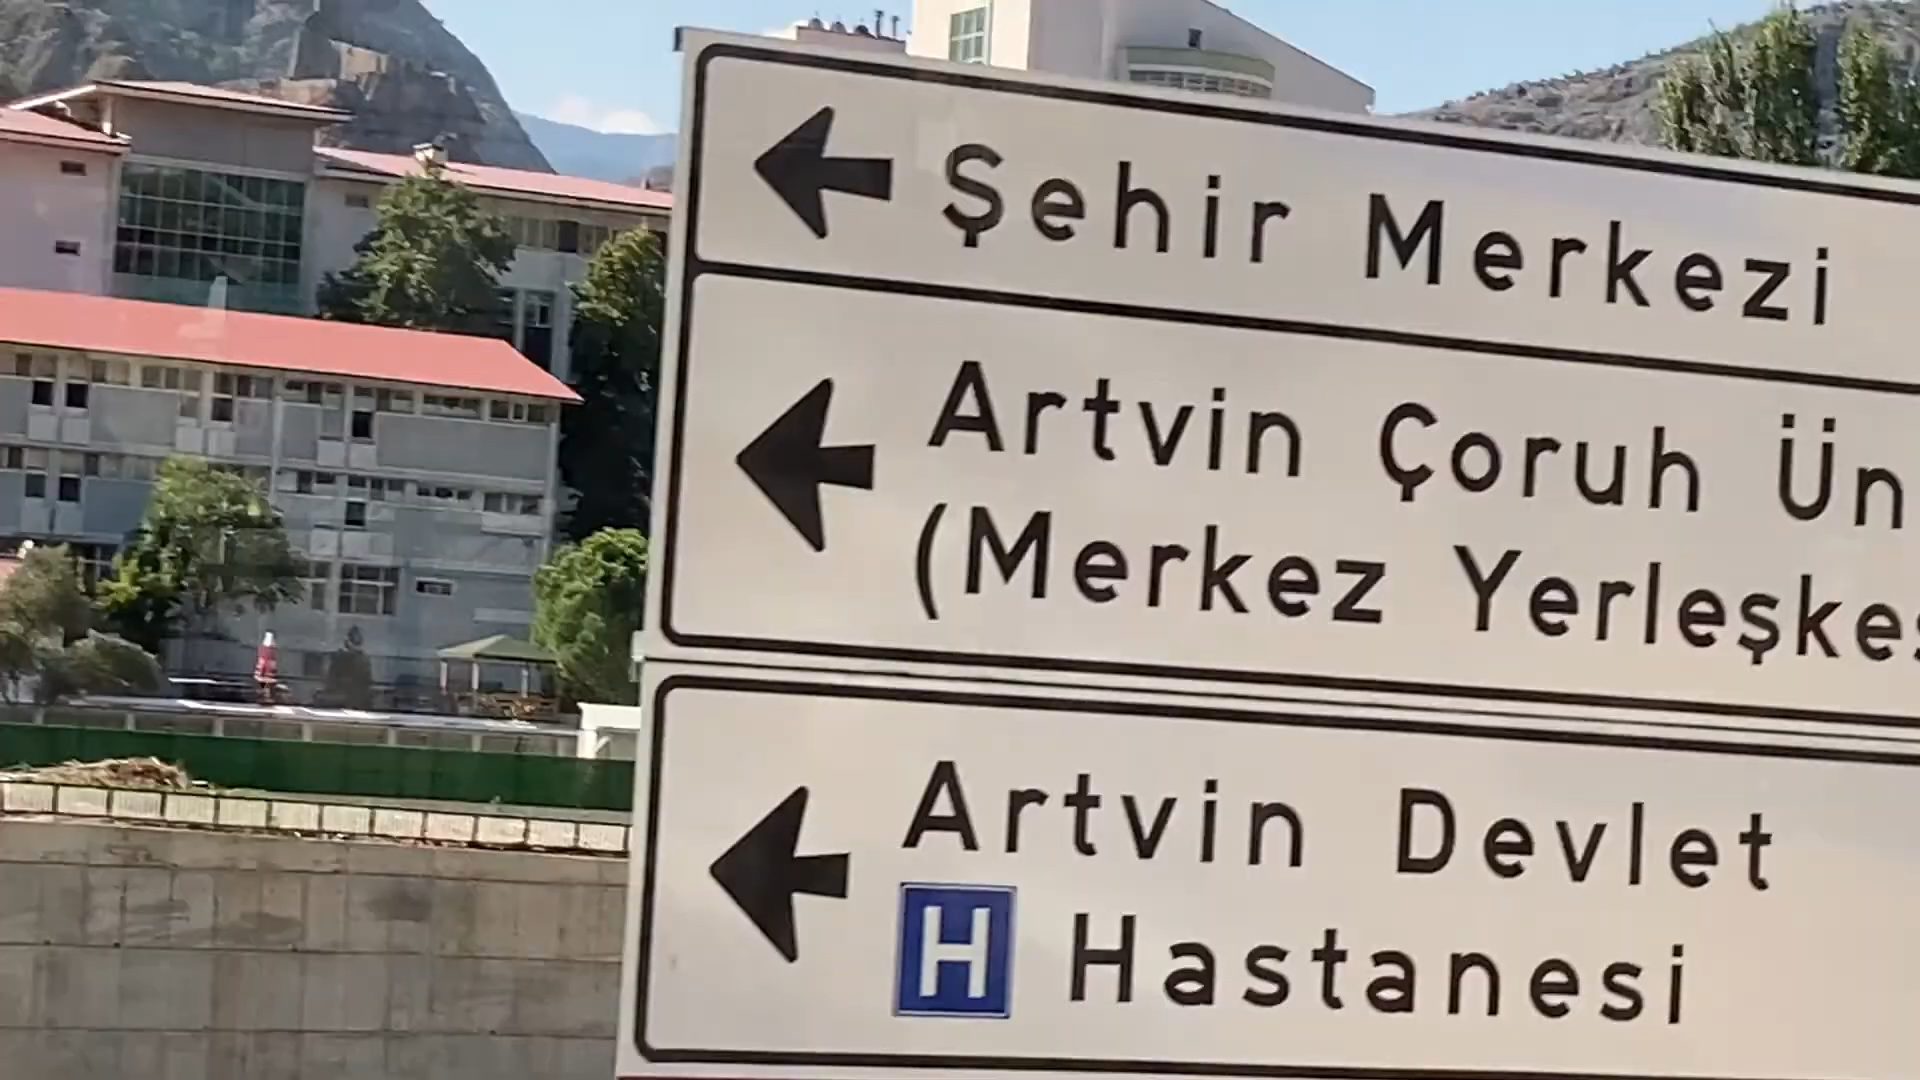 Şehir Merkezi
Artvin Çoruh Ün
(Merkez Yerleşkes
Artvin Devlet
H Hastanesi